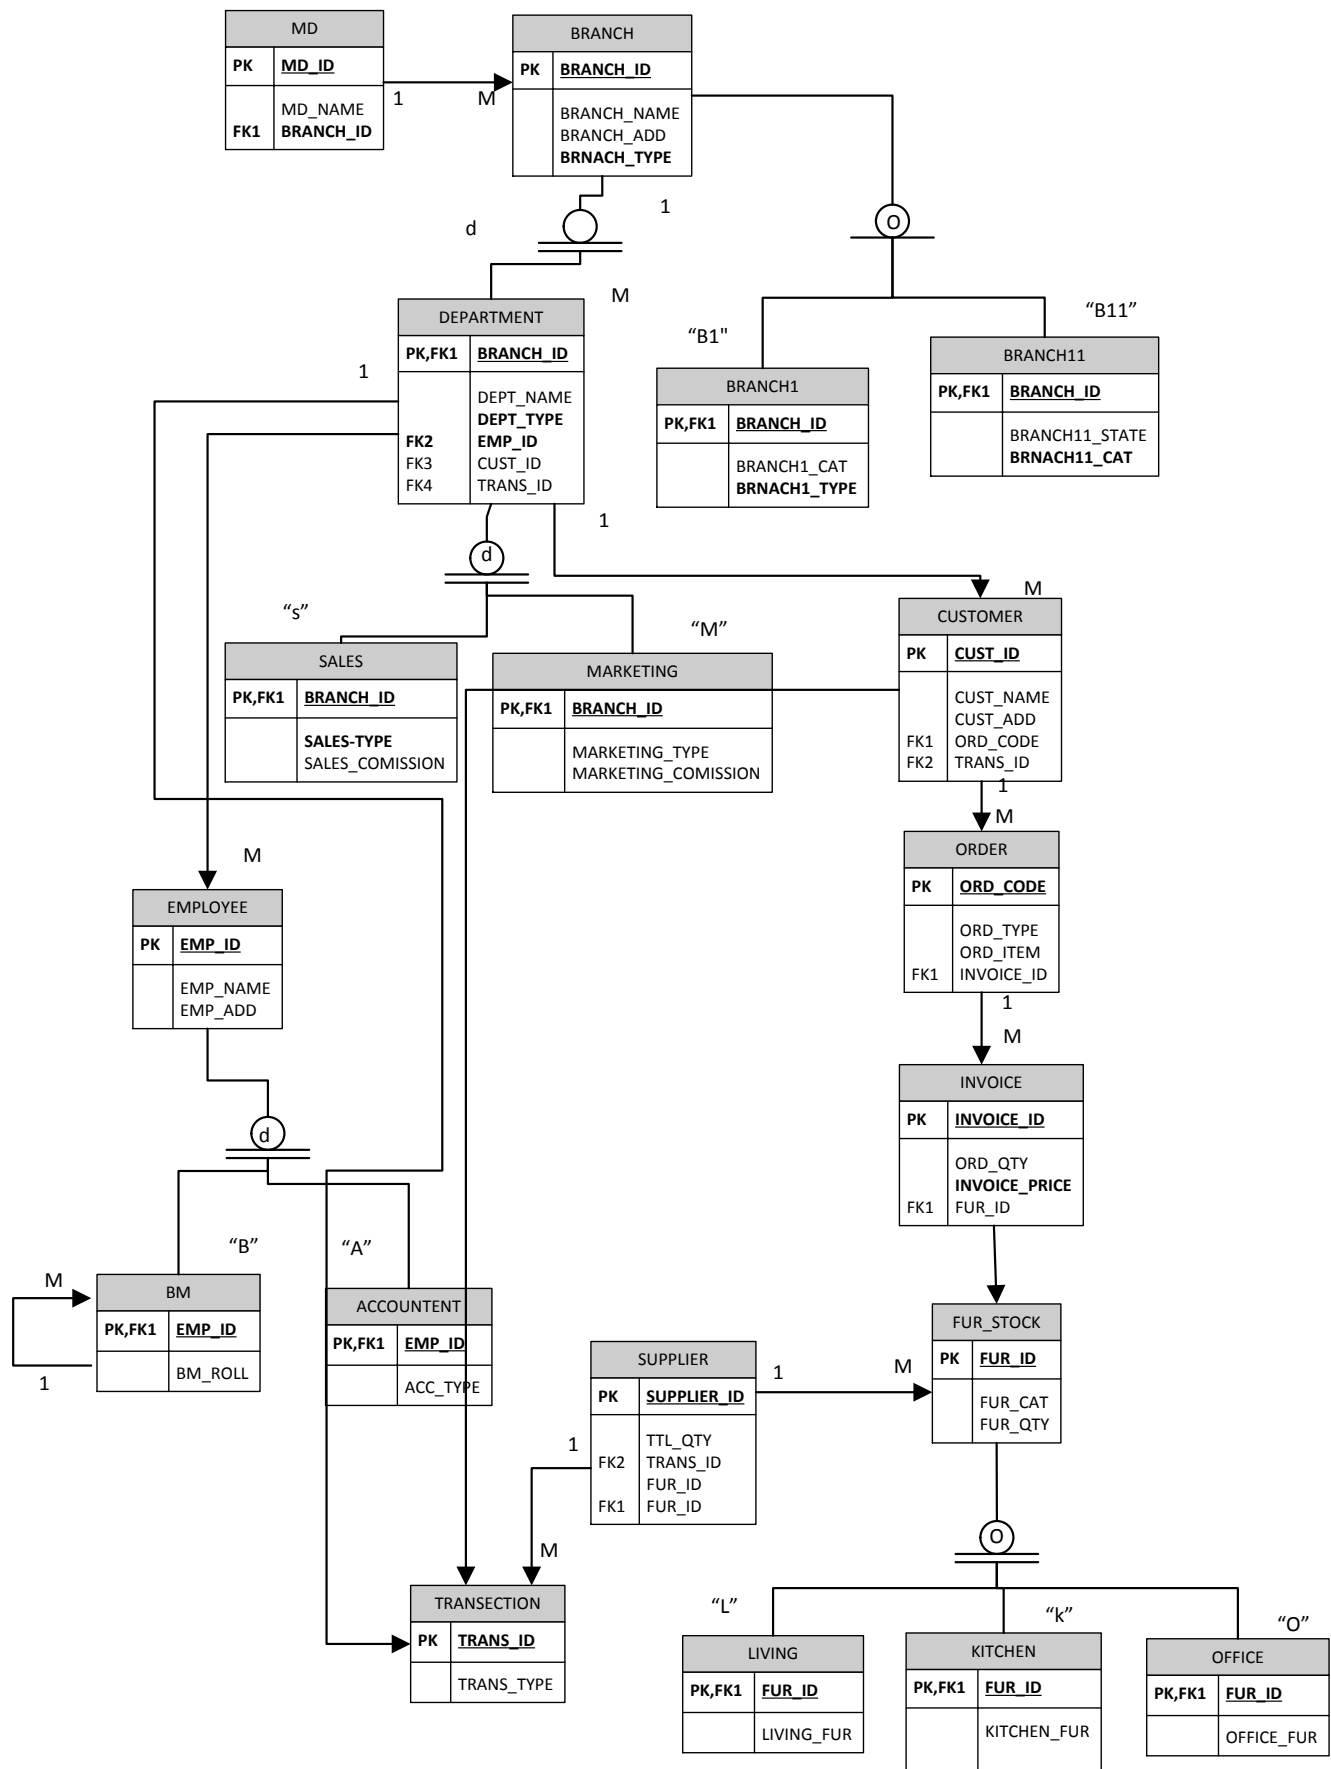 MD
PK MD_ID
MD_NAME
FK1 BRANCH_ID
1
M
BRANCH
PK BRANCH_ID
BRANCH_NAME
BRANCH_ADD
BRNACH_TYPE
1
d
M
O
"B1"
"B11"
BRANCH1
PK,FK1 BRANCH_ID
BRANCH1_CAT
BRNACH1_TYPE
BRANCH11
PK,FK1 BRANCH_ID
BRANCH11_STATE
BRNACH11_CAT
DEPARTMENT
PK,FK1 BRANCH_ID
DEPT_NAME
DEPT_TYPE
FK2 EMP_ID
FK3 CUST_ID
FK4 TRANS_ID
1
1
d
"s"
"M"
M
SALES
PK,FK1 BRANCH_ID
SALES-TYPE
SALES_COMISSION
MARKETING
PK,FK1 BRANCH_ID
MARKETING_TYPE
MARKETING_COMISSION
CUSTOMER
PK CUST_ID
CUST_NAME
CUST_ADD
FK1 ORD_CODE
FK2 TRANS_ID
1
M
ORDER
PK ORD_CODE
ORD_TYPE
ORD_ITEM
FK1 INVOICE_ID
1
M
M
EMPLOYEE
PK EMP_ID
EMP_NAME
EMP_ADD
INVOICE
PK INVOICE_ID
ORD_QTY
INVOICE_PRICE
FK1 FUR_ID
d
"B"
"A"
M
1
BM
PK,FK1 EMP_ID
BM_ROLL
ACCOUNTENT
PK,FK1 EMP_ID
ACC_TYPE
SUPPLIER
PK SUPPLIER_ID
TTL_QTY
FK2 TRANS_ID
FUR_ID
FK1 FUR_ID
1
M
FUR_STOCK
PK FUR_ID
FUR_CAT
FUR_QTY
1
M
O
TRANSECTION
PK TRANS_ID
TRANS_TYPE
"L"
"k"
"O"
LIVING
PK,FK1 FUR_ID
LIVING_FUR
KITCHEN
PK,FK1 FUR_ID
KITCHEN_FUR
OFFICE
PK,FK1 FUR_ID
OFFICE_FUR